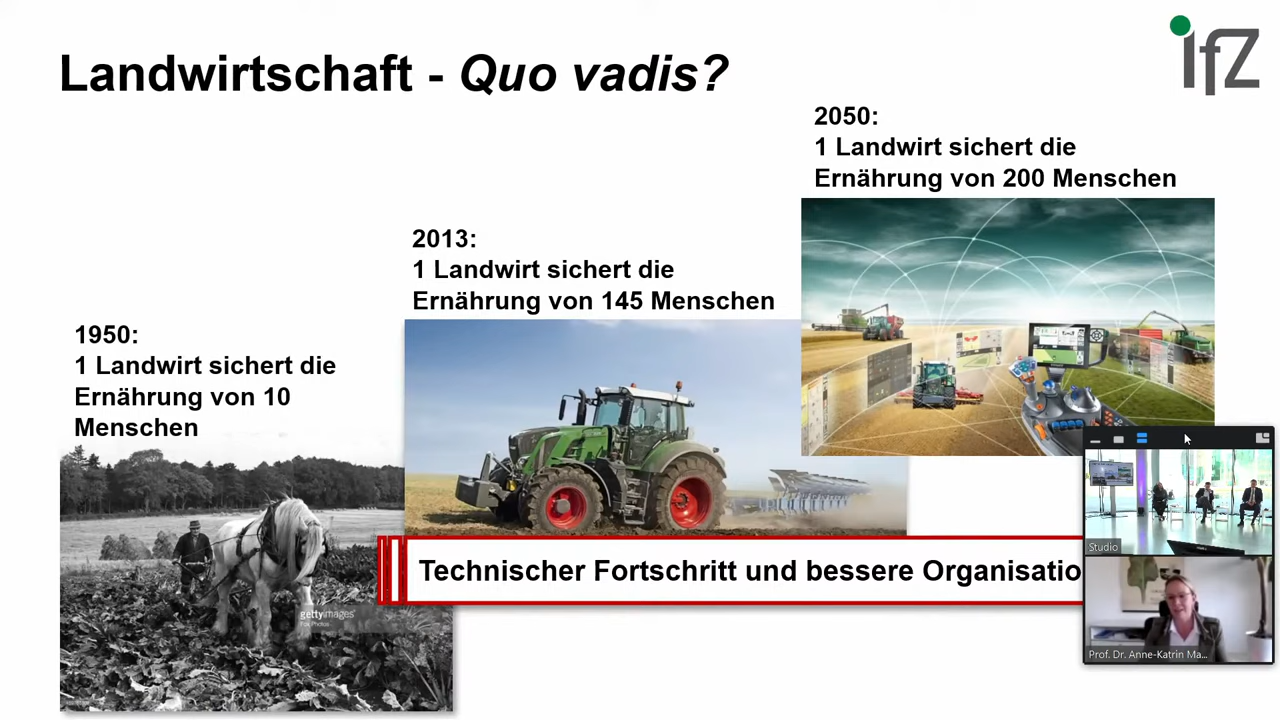 Landwirtschaft - Quo vadis?
ifZ
2050:
1 Landwirt sichert die
Ernährung von 200 Menschen
2013:
1 Landwirt sichert die
Ernährung von 145 Menschen
1950:
1 Landwirt sichert die
Ernährung von 10
Menschen
gettyimages
Fox Photos
Technischer Fortschritt und bessere Organisatio
Studio
Prof. Dr. Anne-Katrin Ma...